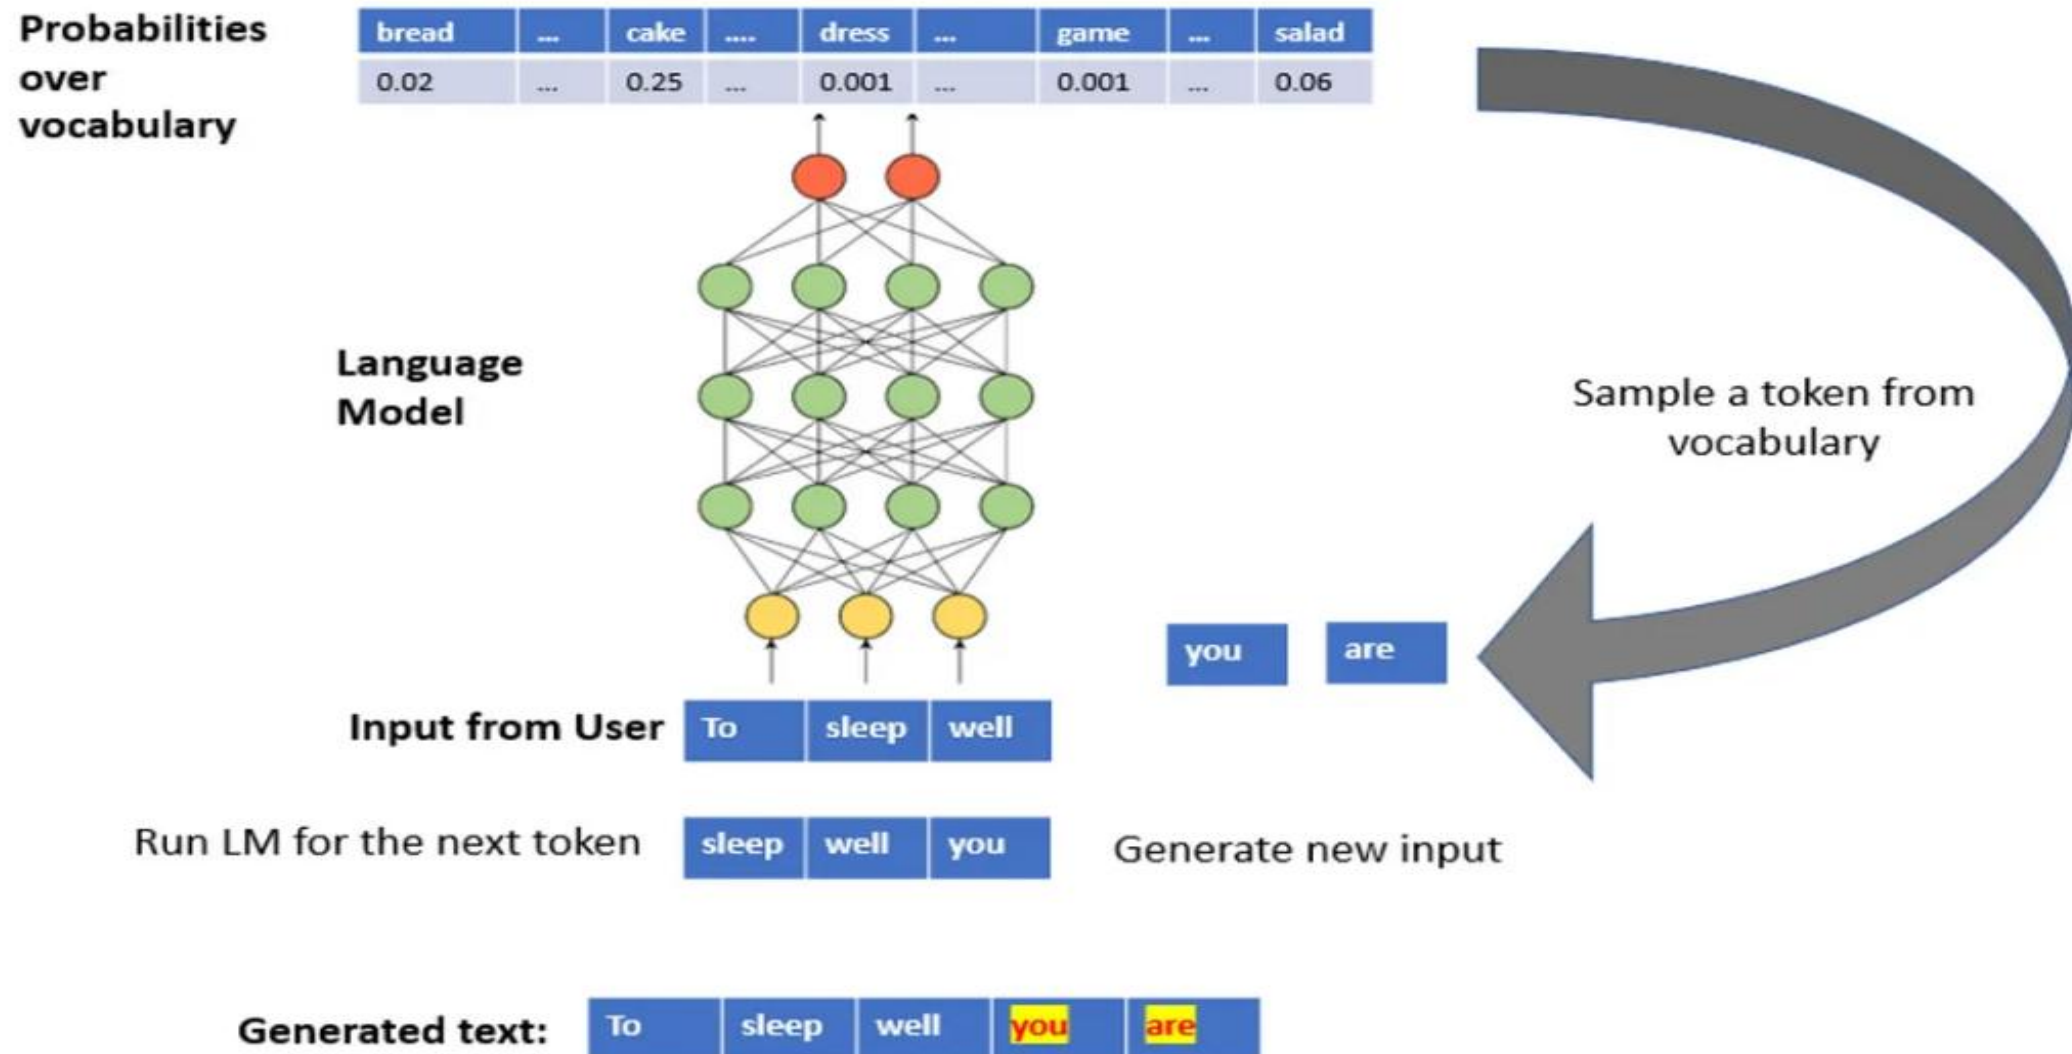 Probabilities
over
vocabulary
bread ... cake .... dress ... game ... salad
0.02 ... 0.25 ... 0.001 ... 0.001 ... 0.06
Language
Model
Sample a token from
vocabulary
you are
Input from User To sleep well
Run LM for the next token sleep well you Generate new input
Generated text: To sleep well you are